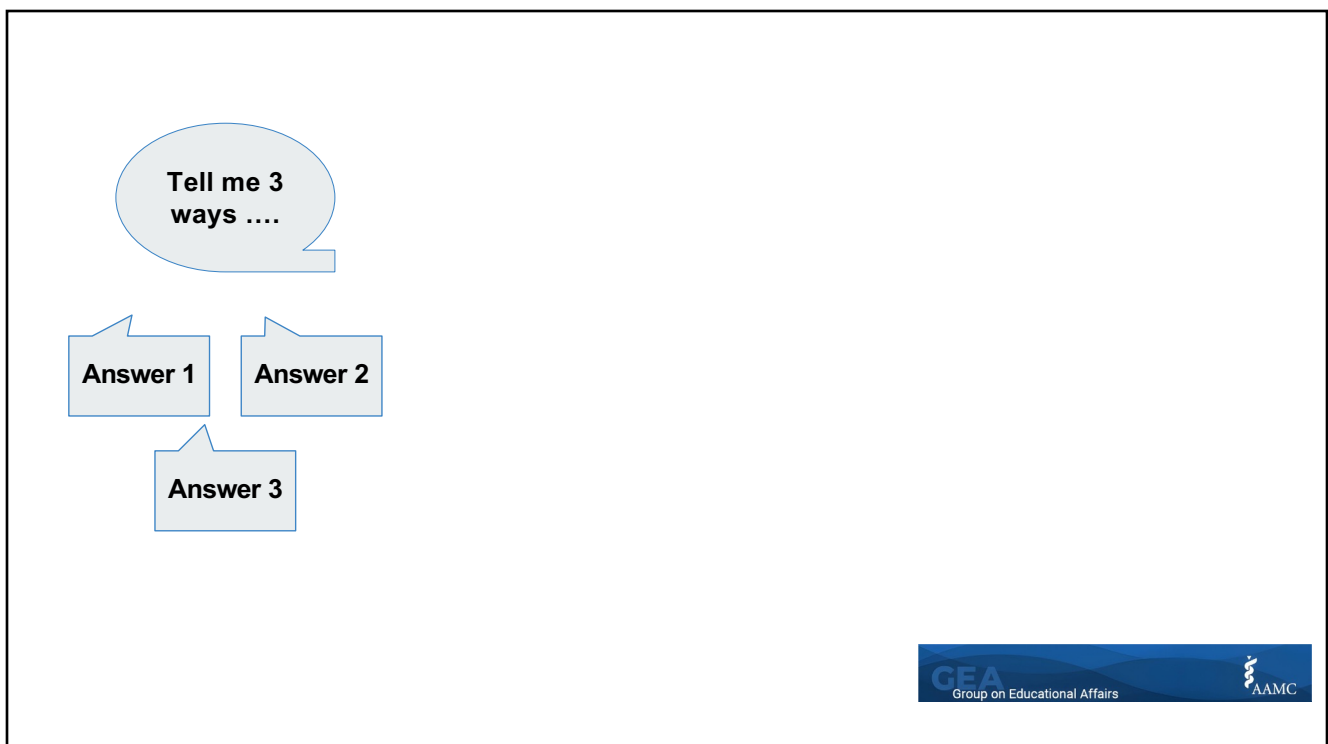 Tell me 3
ways ....
Answer 1
Answer 2
Answer 3
GEA
Group on Educational Affairs
AAMC